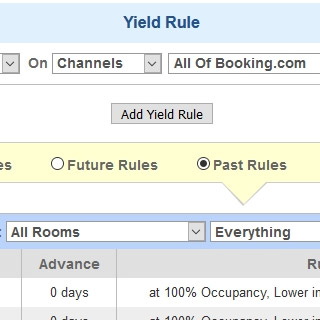 Yield Rule
On Channels All Of Booking.com
Add Yield Rule
es Future Rules Past Rules
: All Rooms Everything
Advance Ru
0 days at 100% Occupancy, Lower in
0 days at 100% Occupancy, Lower in